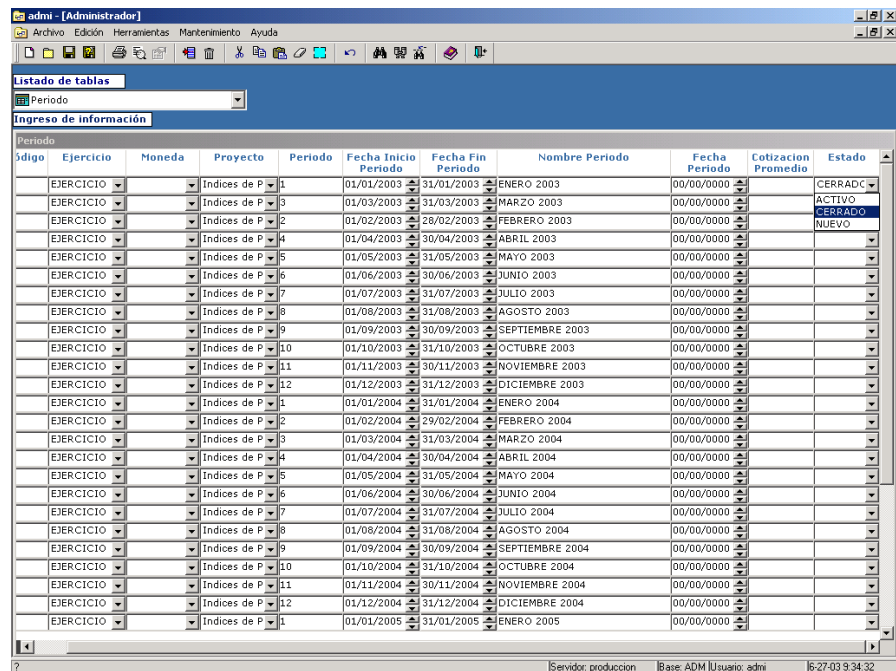 admi - [Administrador]
Archivo Edición Herramientas Mantenimiento Ayuda
Listado de tablas
Periodo
Ingreso de información
Periodo
ódigo Ejercicio Moneda Proyecto Periodo Fecha Inicio Periodo Fecha Fin Periodo Nombre Periodo Fecha Periodo Cotizacion Promedio Estado
EJERCICIO Indices de P 1 01/01/2003 31/01/2003 ENERO 2003 00/00/0000 CERRADO
EJERCICIO Indices de P 3 01/03/2003 31/03/2003 MARZO 2003 00/00/0000 ACTIVO
CERRADO
EJERCICIO Indices de P 2 01/02/2003 28/02/2003 FEBRERO 2003 00/00/0000 NUEVO
EJERCICIO Indices de P 4 01/04/2003 30/04/2003 ABRIL 2003 00/00/0000
EJERCICIO Indices de P 5 01/05/2003 31/05/2003 MAYO 2003 00/00/0000
EJERCICIO Indices de P 6 01/06/2003 30/06/2003 JUNIO 2003 00/00/0000
EJERCICIO Indices de P 7 01/07/2003 31/07/2003 JULIO 2003 00/00/0000
EJERCICIO Indices de P 8 01/08/2003 31/08/2003 AGOSTO 2003 00/00/0000
EJERCICIO Indices de P 9 01/09/2003 30/09/2003 SEPTIEMBRE 2003 00/00/0000
EJERCICIO Indices de P 10 01/10/2003 31/10/2003 OCTUBRE 2003 00/00/0000
EJERCICIO Indices de P 11 01/11/2003 30/11/2003 NOVIEMBRE 2003 00/00/0000
EJERCICIO Indices de P 12 01/12/2003 31/12/2003 DICIEMBRE 2003 00/00/0000
EJERCICIO Indices de P 1 01/01/2004 31/01/2004 ENERO 2004 00/00/0000
EJERCICIO Indices de P 2 01/02/2004 29/02/2004 FEBRERO 2004 00/00/0000
EJERCICIO Indices de P 3 01/03/2004 31/03/2004 MARZO 2004 00/00/0000
EJERCICIO Indices de P 4 01/04/2004 30/04/2004 ABRIL 2004 00/00/0000
EJERCICIO Indices de P 5 01/05/2004 31/05/2004 MAYO 2004 00/00/0000
EJERCICIO Indices de P 6 01/06/2004 30/06/2004 JUNIO 2004 00/00/0000
EJERCICIO Indices de P 7 01/07/2004 31/07/2004 JULIO 2004 00/00/0000
EJERCICIO Indices de P 8 01/08/2004 31/08/2004 AGOSTO 2004 00/00/0000
EJERCICIO Indices de P 9 01/09/2004 30/09/2004 SEPTIEMBRE 2004 00/00/0000
EJERCICIO Indices de P 10 01/10/2004 31/10/2004 OCTUBRE 2004 00/00/0000
EJERCICIO Indices de P 11 01/11/2004 30/11/2004 NOVIEMBRE 2004 00/00/0000
EJERCICIO Indices de P 12 01/12/2004 31/12/2004 DICIEMBRE 2004 00/00/0000
EJERCICIO Indices de P 1 01/01/2005 31/01/2005 ENERO 2005 00/00/0000
? Servidor: produccion Base: ADM Usuario: admi 6-27-03 9:34:32